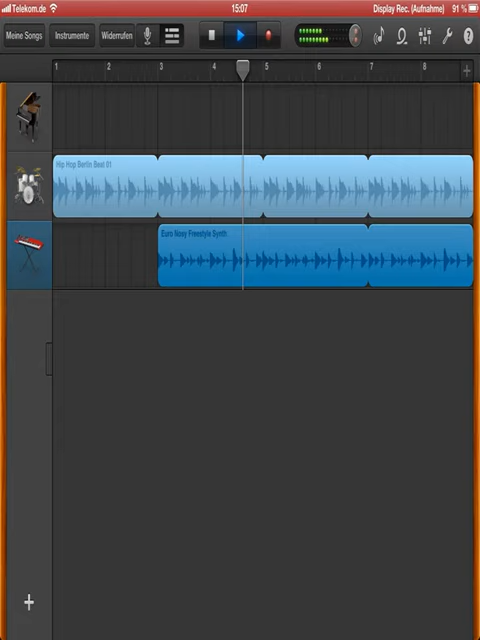 Telekom.de 15:07 Display Rec. (Aufnahme) 91 %
Meine Songs Instrumente Widerrufen ?
1 2 3 4 5 6 7 8 +
Hip Hop Berlin Beat 01
Euro Navy Freestyle Synth
+